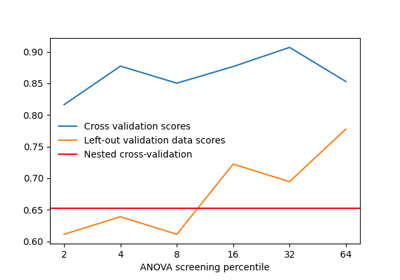 0.90
0.85
0.80
0.75
0.70
0.65
0.60
Cross validation scores
Left-out validation data scores
Nested cross-validation
2 4 8 16 32 64
ANOVA screening percentile